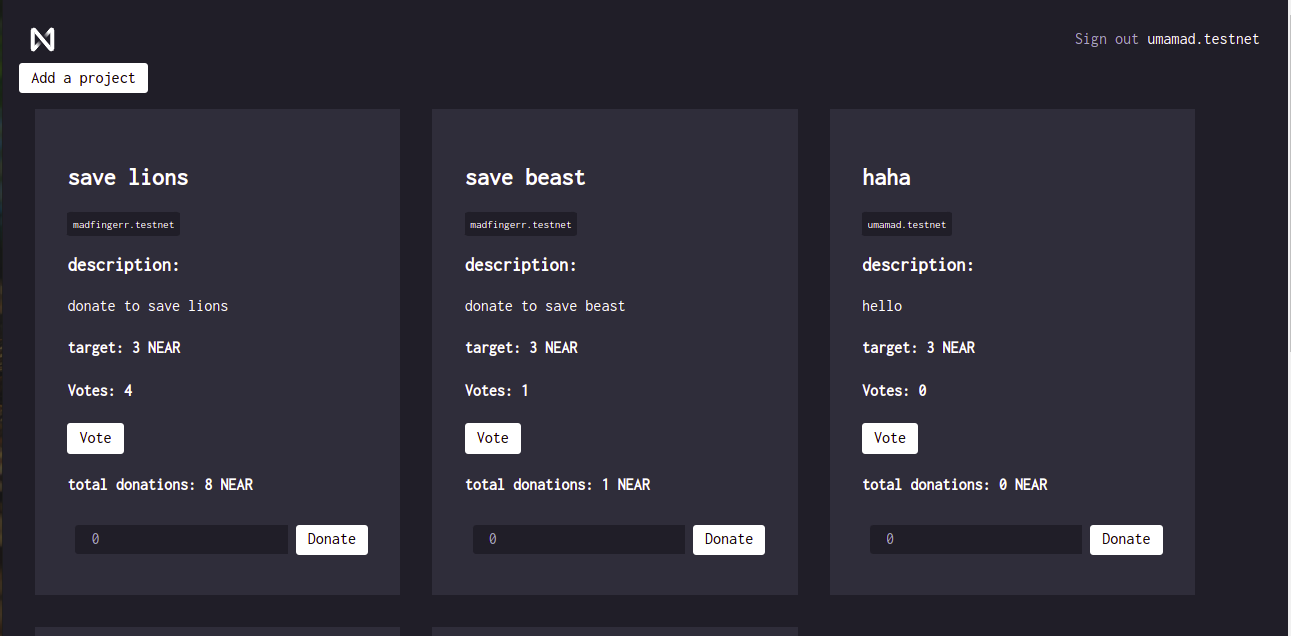 Sign out umamad.testnet
Add a project
save lions
madfingerr.testnet
description:
donate to save lions
target: 3 NEAR
Votes: 4
Vote
total donations: 8 NEAR
0 Donate
save beast
madfingerr.testnet
description:
donate to save beast
target: 3 NEAR
Votes: 1
Vote
total donations: 1 NEAR
0 Donate
haha
umamad.testnet
description:
hello
target: 3 NEAR
Votes: 0
Vote
total donations: 0 NEAR
0 Donate